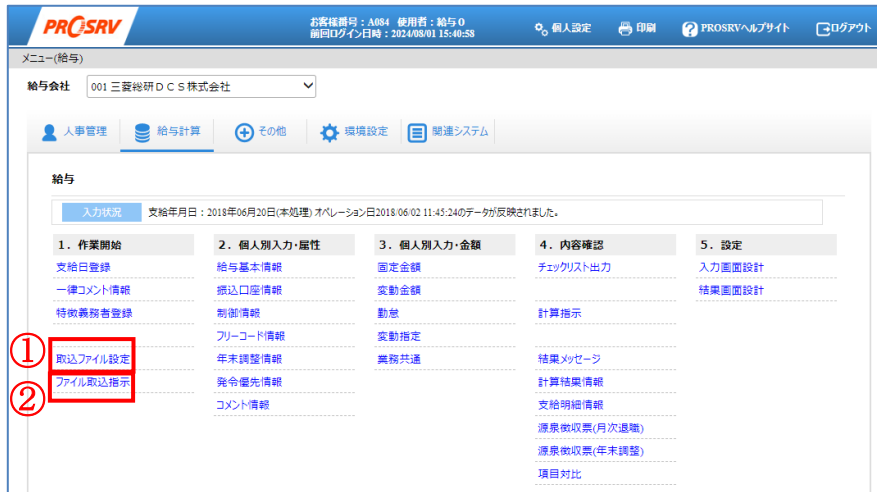 PROSRV
お客様番号：A084 使用者：給与０
前回ログイン日時：2024/08/01 15:40:58
個人設定
印刷
PROSRVヘルプサイト
ログアウト
メニュー(給与)
給与会社 001 三菱総研ＤＣＳ株式会社
人事管理
給与計算
その他
環境設定
関連システム
給与
入力状況 支給年月日：2018年06月20日(本処理) オペレーション日2018/06/02 11:45:24のデータが反映されました。
1．作業開始
支給日登録
一律コメント情報
特徴義務者登録
①
取込ファイル設定
②
ファイル取込指示
2．個人別入力･属性
給与基本情報
振込口座情報
制御情報
フリーコード情報
年末調整情報
発令優先情報
コメント情報
3．個人別入力･金額
固定金額
変動金額
勤怠
変動指定
業務共通
4．内容確認
チェックリスト出力
計算指示
結果メッセージ
計算結果情報
支給明細情報
源泉徴収票(月次退職)
源泉徴収票(年末調整)
項目対比
5．設定
入力画面設計
結果画面設計